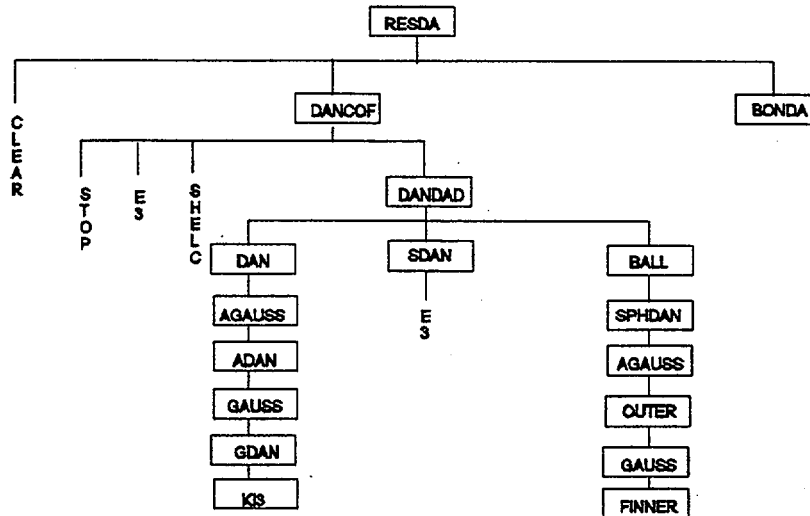 RESDA
DANCOF
BONDA
CLEAR
STOP
E3
SHELC
DANDAD
DAN
SDAN
BALL
AGAUSS
E3
SPHDAN
ADAN
AGAUSS
GAUSS
OUTER
GDAN
GAUSS
KI3
FINNER